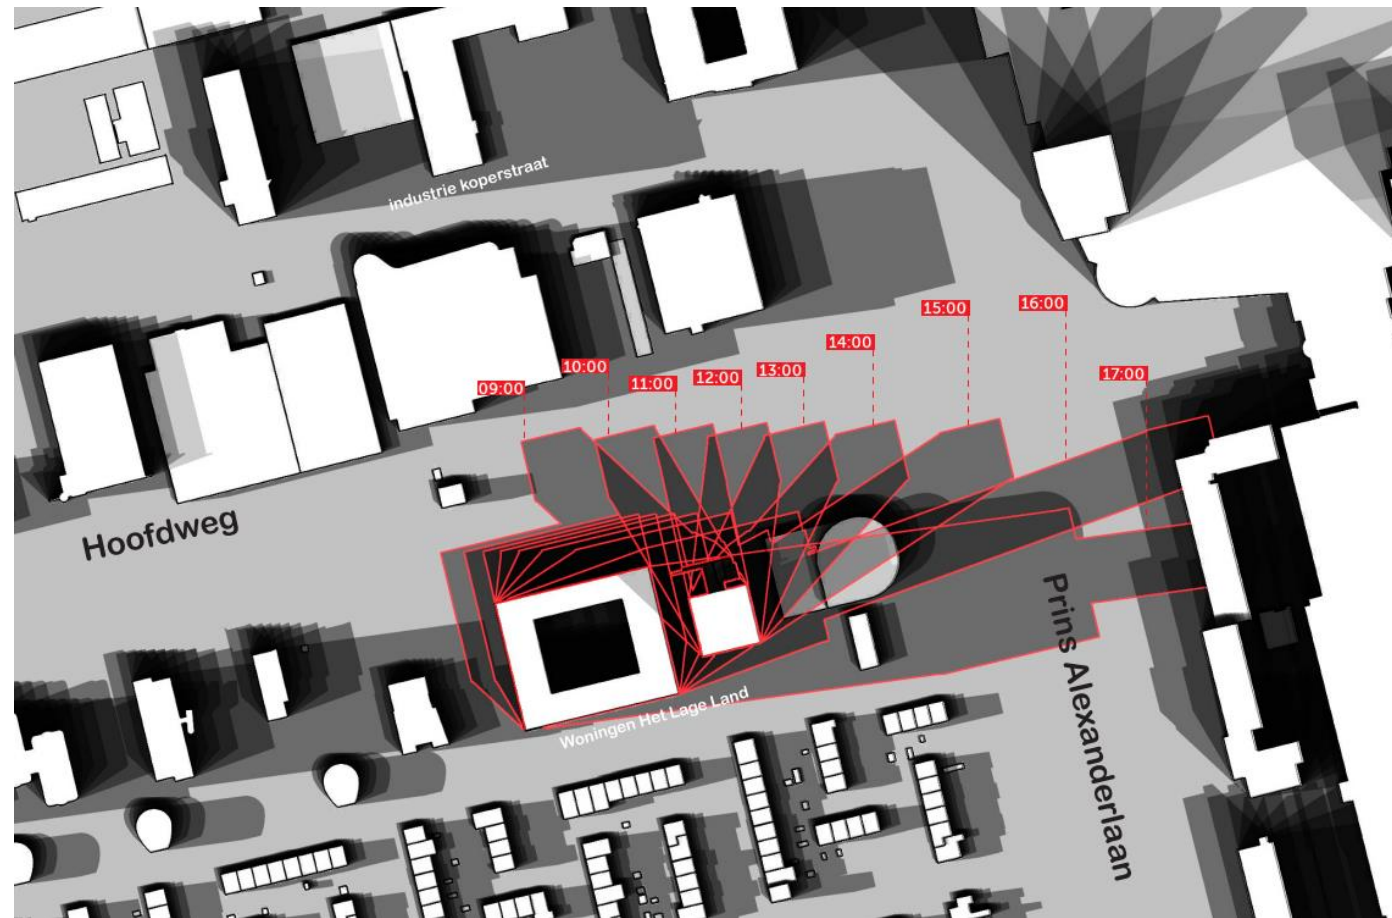 industrie koperstraat
16:00
15:00
14:00
13:00
12:00
11:00
10:00
09:00
17:00
Hoofdweg
Prins Alexanderlaan
Woningen Het Lage Land